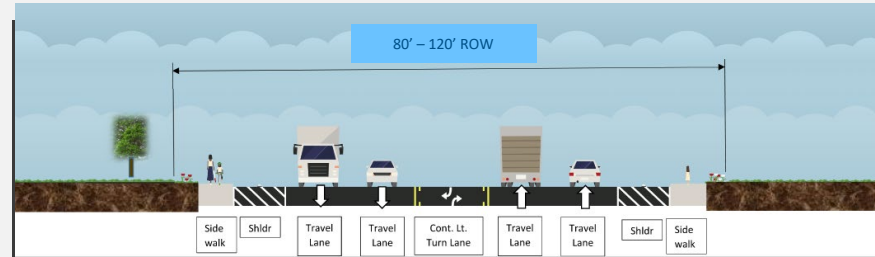 80’ – 120’ ROW
Side
walk
Shldr
Travel
Lane
Travel
Lane
Cont. Lt.
Turn Lane
Travel
Lane
Travel
Lane
Shldr
Side
walk